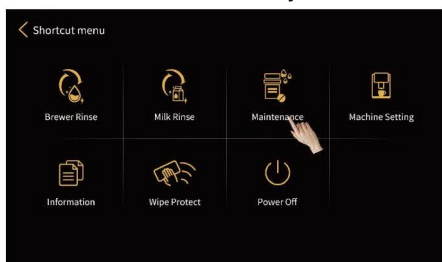 Shortcut menu
Brewer Rinse
Milk Rinse
Maintenance
Machine Setting
Information
Wipe Protect
Power Off